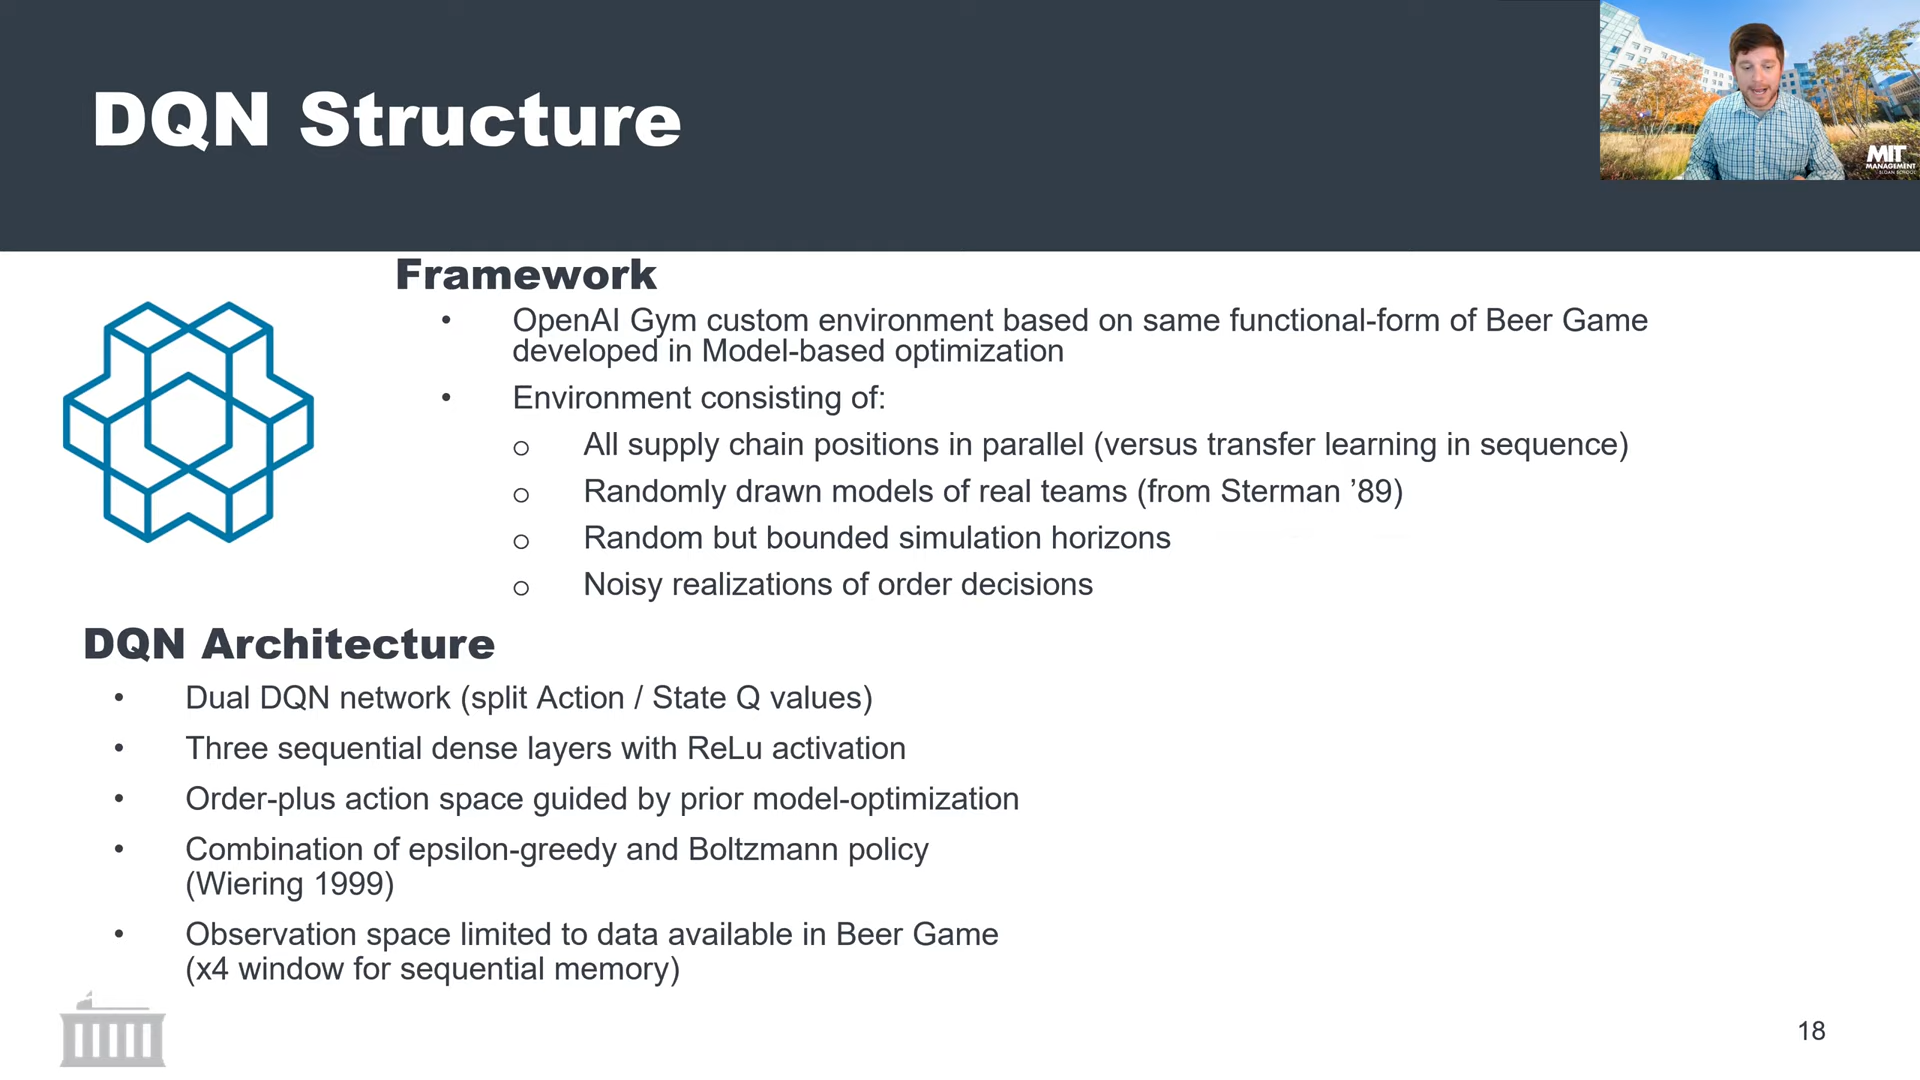 DQN Structure
MIT
MANAGEMENT
SLOAN SCHOOL
Framework
• OpenAI Gym custom environment based on same functional-form of Beer Game
developed in Model-based optimization
• Environment consisting of:
o All supply chain positions in parallel (versus transfer learning in sequence)
o Randomly drawn models of real teams (from Sterman ’89)
o Random but bounded simulation horizons
o Noisy realizations of order decisions
DQN Architecture
• Dual DQN network (split Action / State Q values)
• Three sequential dense layers with ReLu activation
• Order-plus action space guided by prior model-optimization
• Combination of epsilon-greedy and Boltzmann policy
(Wiering 1999)
• Observation space limited to data available in Beer Game
(x4 window for sequential memory)
18